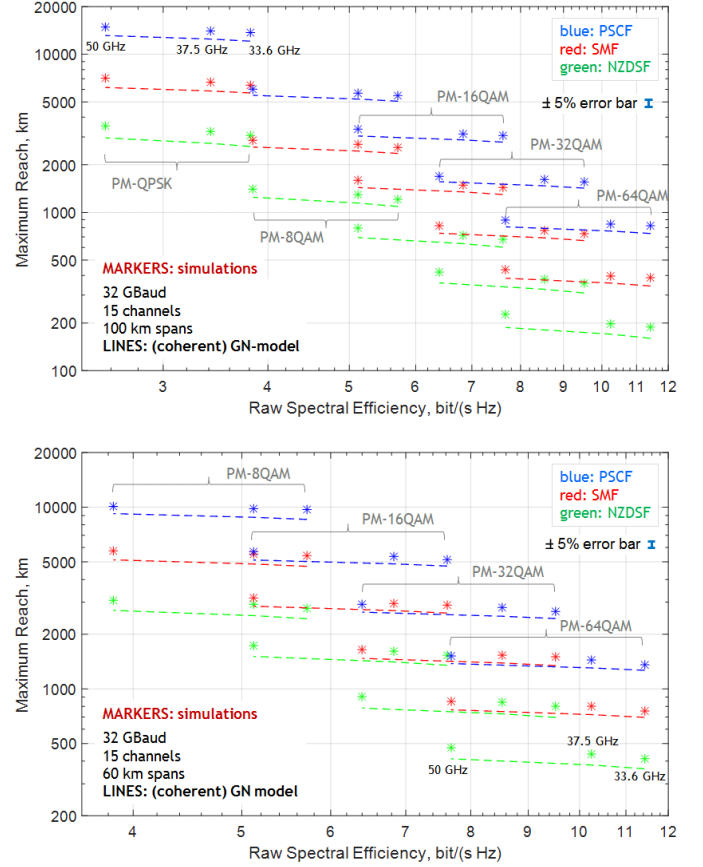 20000
10000
5000
2000
1000
500
200
100
Maximum Reach, km
blue: PSCF
red: SMF
green: NZDSF
50 GHz
37.5 GHz
33.6 GHz
± 5% error bar
PM-16QAM
PM-32QAM
PM-QPSK
PM-64QAM
PM-8QAM
MARKERS: simulations
32 GBaud
15 channels
100 km spans
LINES: (coherent) GN-model
3 4 5 6 7 8 9 10 11 12
Raw Spectral Efficiency, bit/(s Hz)
20000
10000
5000
2000
1000
500
200
Maximum Reach, km
PM-8QAM
blue: PSCF
red: SMF
green: NZDSF
PM-16QAM
± 5% error bar
PM-32QAM
PM-64QAM
MARKERS: simulations
32 GBaud
15 channels
60 km spans
LINES: (coherent) GN model
37.5 GHz
50 GHz
33.6 GHz
4 5 6 7 8 9 10 11 12
Raw Spectral Efficiency, bit/(s Hz)